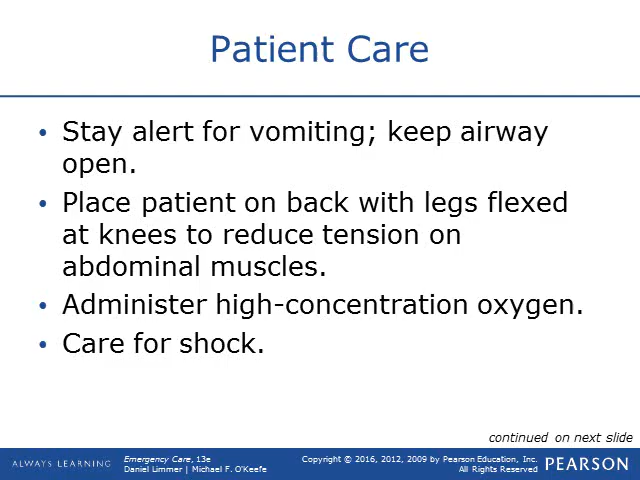 Patient Care
• Stay alert for vomiting; keep airway
open.
• Place patient on back with legs flexed
at knees to reduce tension on
abdominal muscles.
• Administer high-concentration oxygen.
• Care for shock.
continued on next slide
ALWAYS LEARNING
Emergency Care, 13e
Daniel Limmer | Michael F. O'Keefe
Copyright © 2016, 2012, 2009 by Pearson Education, Inc.
All Rights Reserved
PEARSON